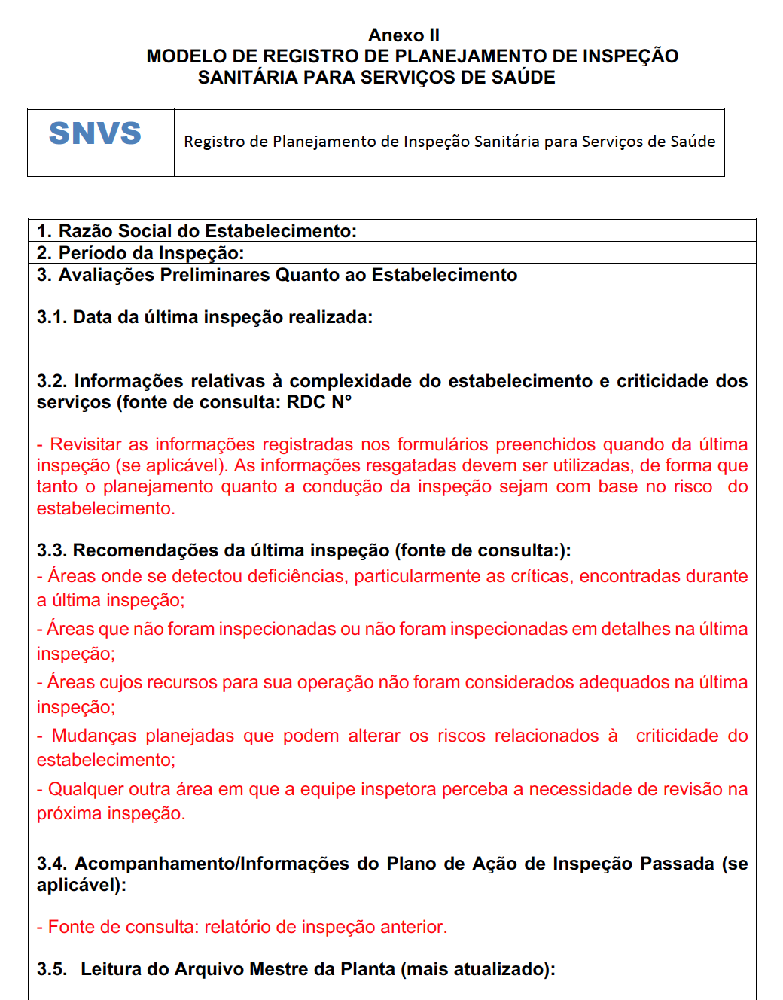 Anexo II
MODELO DE REGISTRO DE PLANEJAMENTO DE INSPEÇÃO
SANITÁRIA PARA SERVIÇOS DE SAÚDE
SNVS
Registro de Planejamento de Inspeção Sanitária para Serviços de Saúde
1. Razão Social do Estabelecimento:
2. Período da Inspeção:
3. Avaliações Preliminares Quanto ao Estabelecimento
3.1. Data da última inspeção realizada:
3.2. Informações relativas à complexidade do estabelecimento e criticidade dos
serviços (fonte de consulta: RDC N°
- Revisitar as informações registradas nos formulários preenchidos quando da última
inspeção (se aplicável). As informações resgatadas devem ser utilizadas, de forma que
tanto o planejamento quanto a condução da inspeção sejam com base no risco do
estabelecimento.
3.3. Recomendações da última inspeção (fonte de consulta:):
- Áreas onde se detectou deficiências, particularmente as críticas, encontradas durante
a última inspeção;
- Áreas que não foram inspecionadas ou não foram inspecionadas em detalhes na última
inspeção;
- Áreas cujos recursos para sua operação não foram considerados adequados na última
inspeção;
- Mudanças planejadas que podem alterar os riscos relacionados à criticidade do
estabelecimento;
- Qualquer outra área em que a equipe inspetora perceba a necessidade de revisão na
próxima inspeção.
3.4. Acompanhamento/Informações do Plano de Ação de Inspeção Passada (se
aplicável):
- Fonte de consulta: relatório de inspeção anterior.
3.5. Leitura do Arquivo Mestre da Planta (mais atualizado):